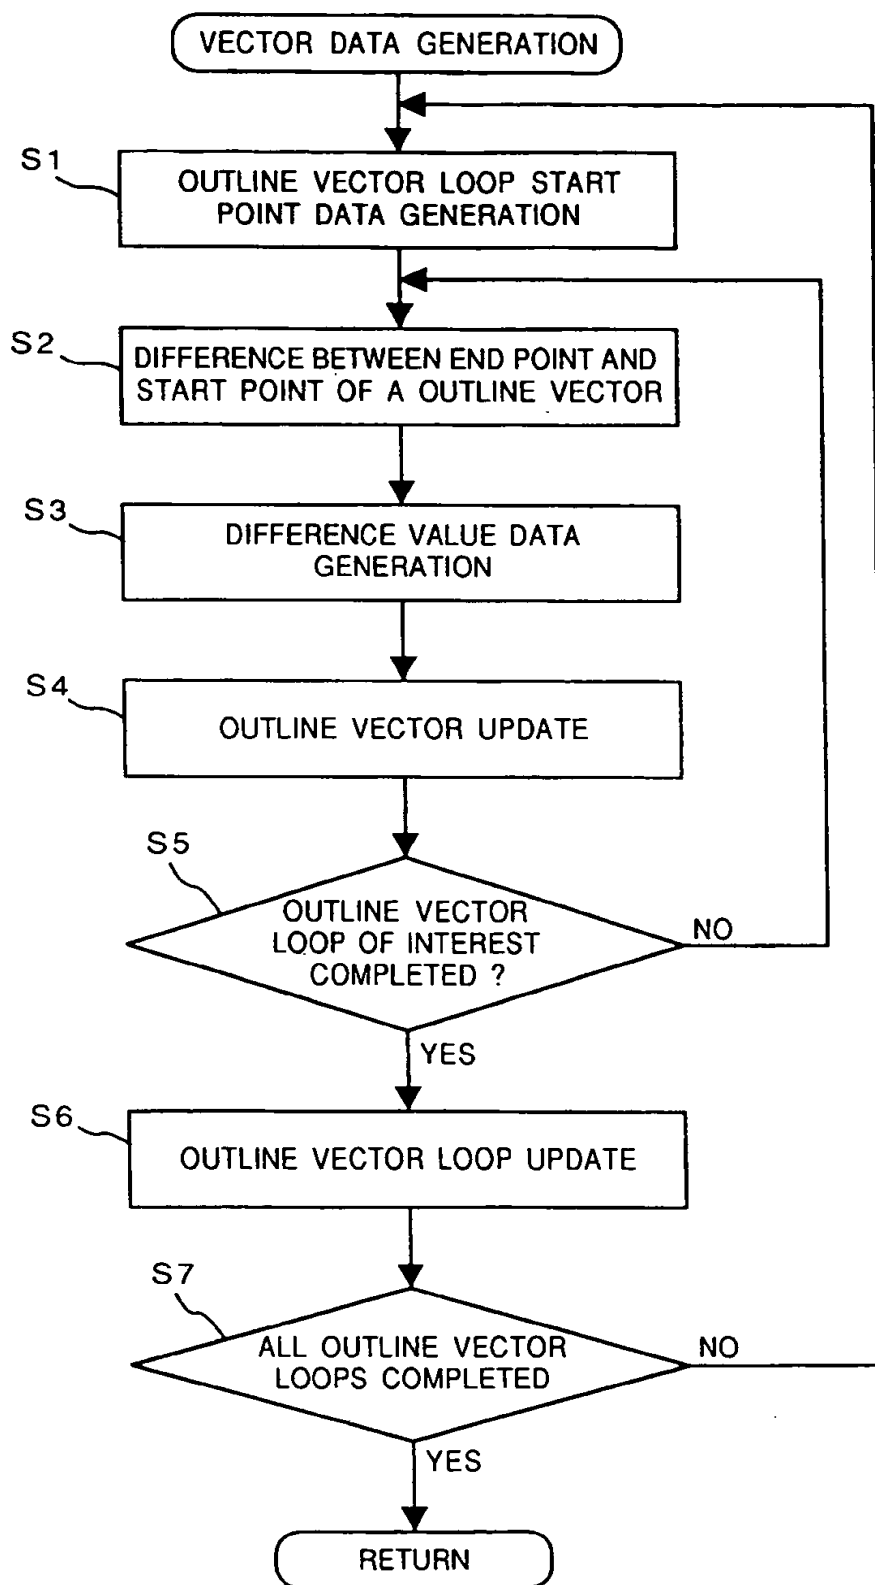 VECTOR DATA GENERATION
S1
OUTLINE VECTOR LOOP START
POINT DATA GENERATION
S2
DIFFERENCE BETWEEN END POINT AND
START POINT OF A OUTLINE VECTOR
S3
DIFFERENCE VALUE DATA
GENERATION
S4
OUTLINE VECTOR UPDATE
S5
OUTLINE VECTOR
LOOP OF INTEREST
COMPLETED ?
NO
YES
S6
OUTLINE VECTOR LOOP UPDATE
S7
ALL OUTLINE VECTOR
LOOPS COMPLETED
NO
YES
RETURN